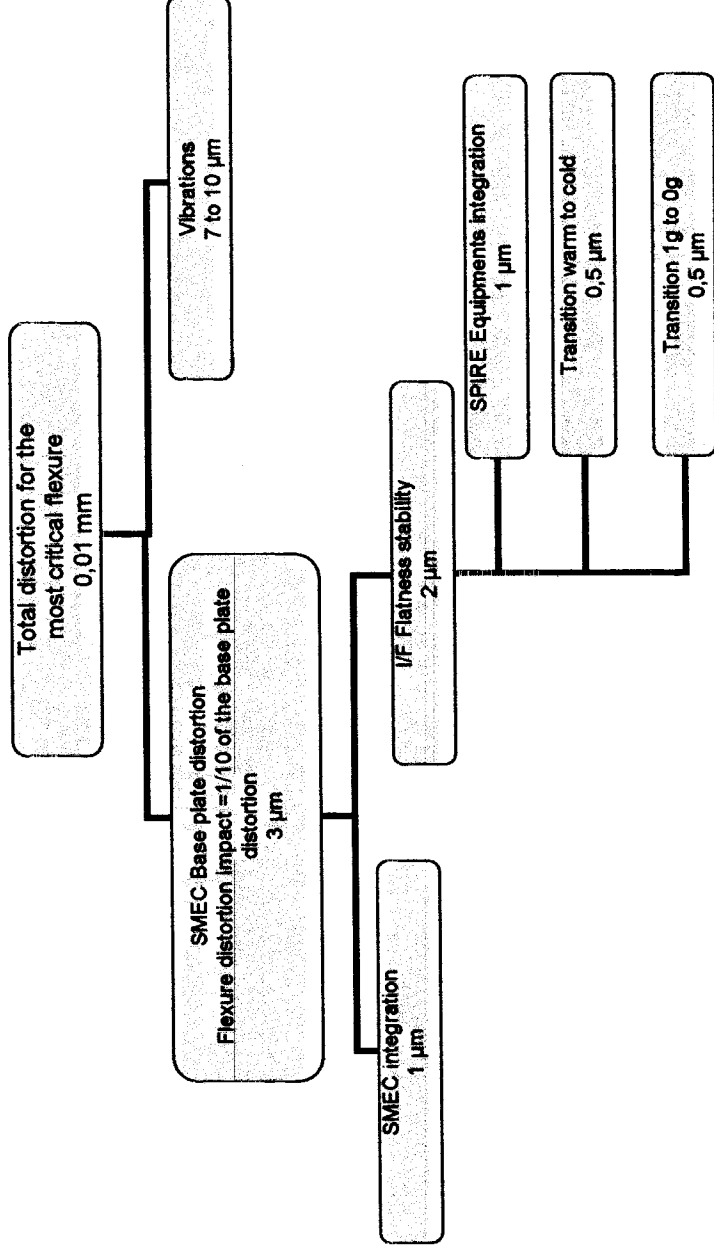 Total distortion for the
most critical flexure
0,01 mm
SMEC Base plate distortion
Flexure distortion Impact =1/10 of the base plate
distortion
3 µm
Vibrations
7 to 10 µm
SMEC integration
1 µm
I/F Flatness stability
2 µm
SPIRE Equipments integration
1 µm
Transition warm to cold
0,5 µm
Transition 1g to 0g
0,5 µm